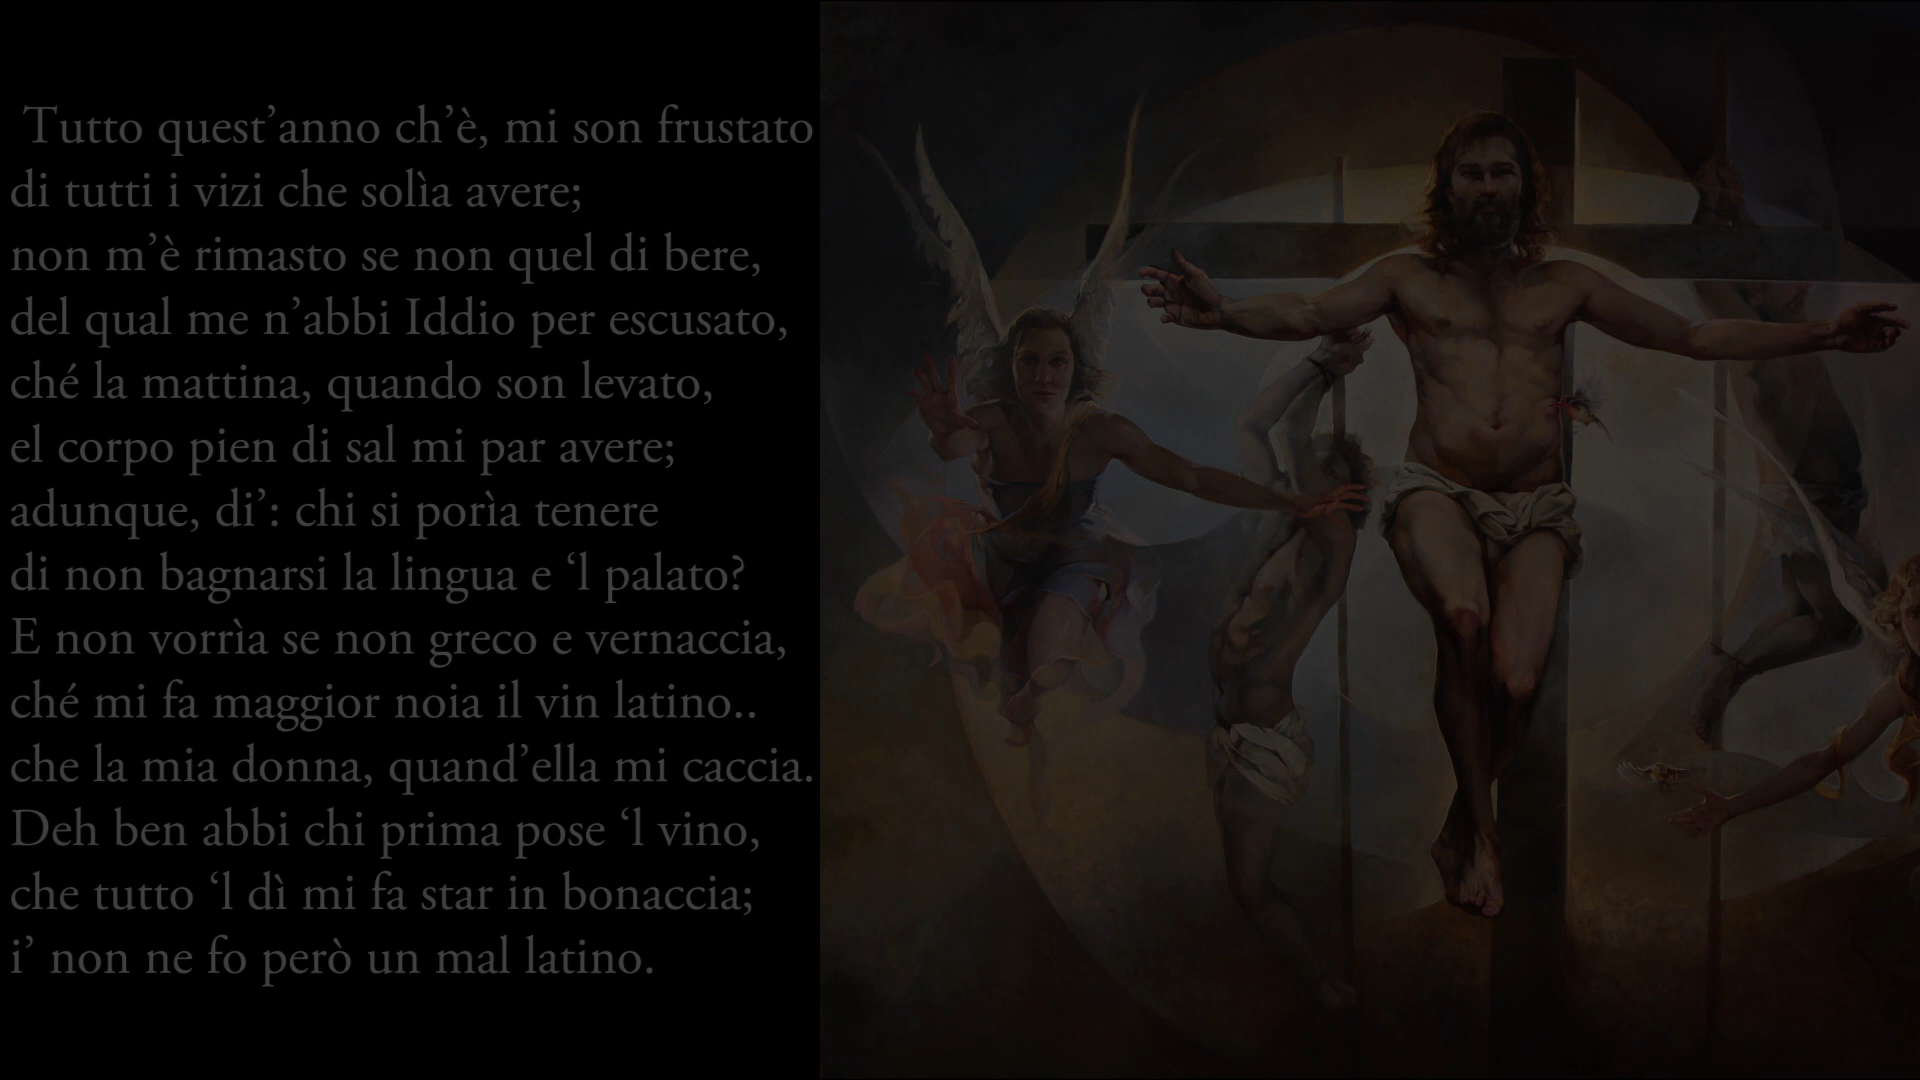 Tutto quest’anno ch’è, mi son frustato
di tutti i vizi che solìa avere;
non m’è rimasto se non quel di bere,
del qual me n’abbi Iddio per escusato,
ché la mattina, quando son levato,
el corpo pien di sal mi par avere;
adunque, di’: chi si porìa tenere
di non bagnarsi la lingua e ‘l palato?
E non vorrìa se non greco e vernaccia,
ché mi fa maggior noia il vin latino..
che la mia donna, quand’ella mi caccia.
Deh ben abbi chi prima pose ‘l vino,
che tutto ‘l dì mi fa star in bonaccia;
i’ non ne fo però un mal latino.